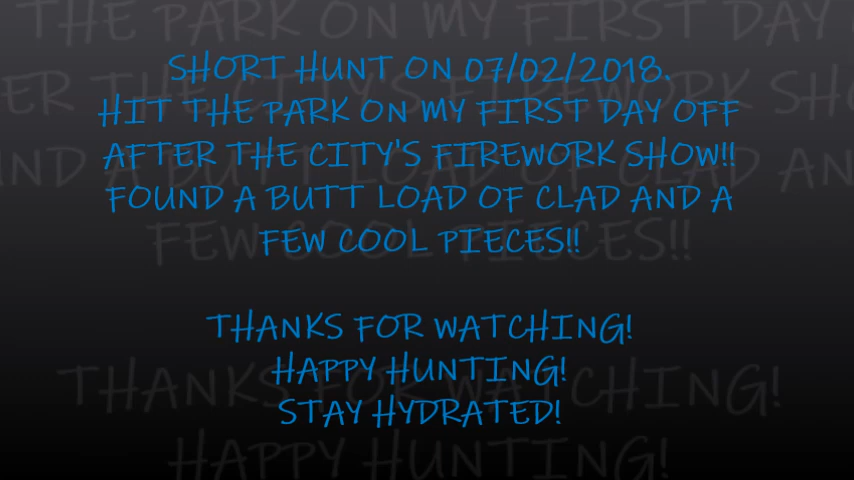 SHORT HUNT ON 07/02/2018.
HIT THE PARK ON MY FIRST DAY OFF
AFTER THE CITY'S FIREWORK SHOW!!
FOUND A BUTT LOAD OF CLAD AND A
FEW COOL PIECES!!
THANKS FOR WATCHING!
HAPPY HUNTING!
STAY HYDRATED!